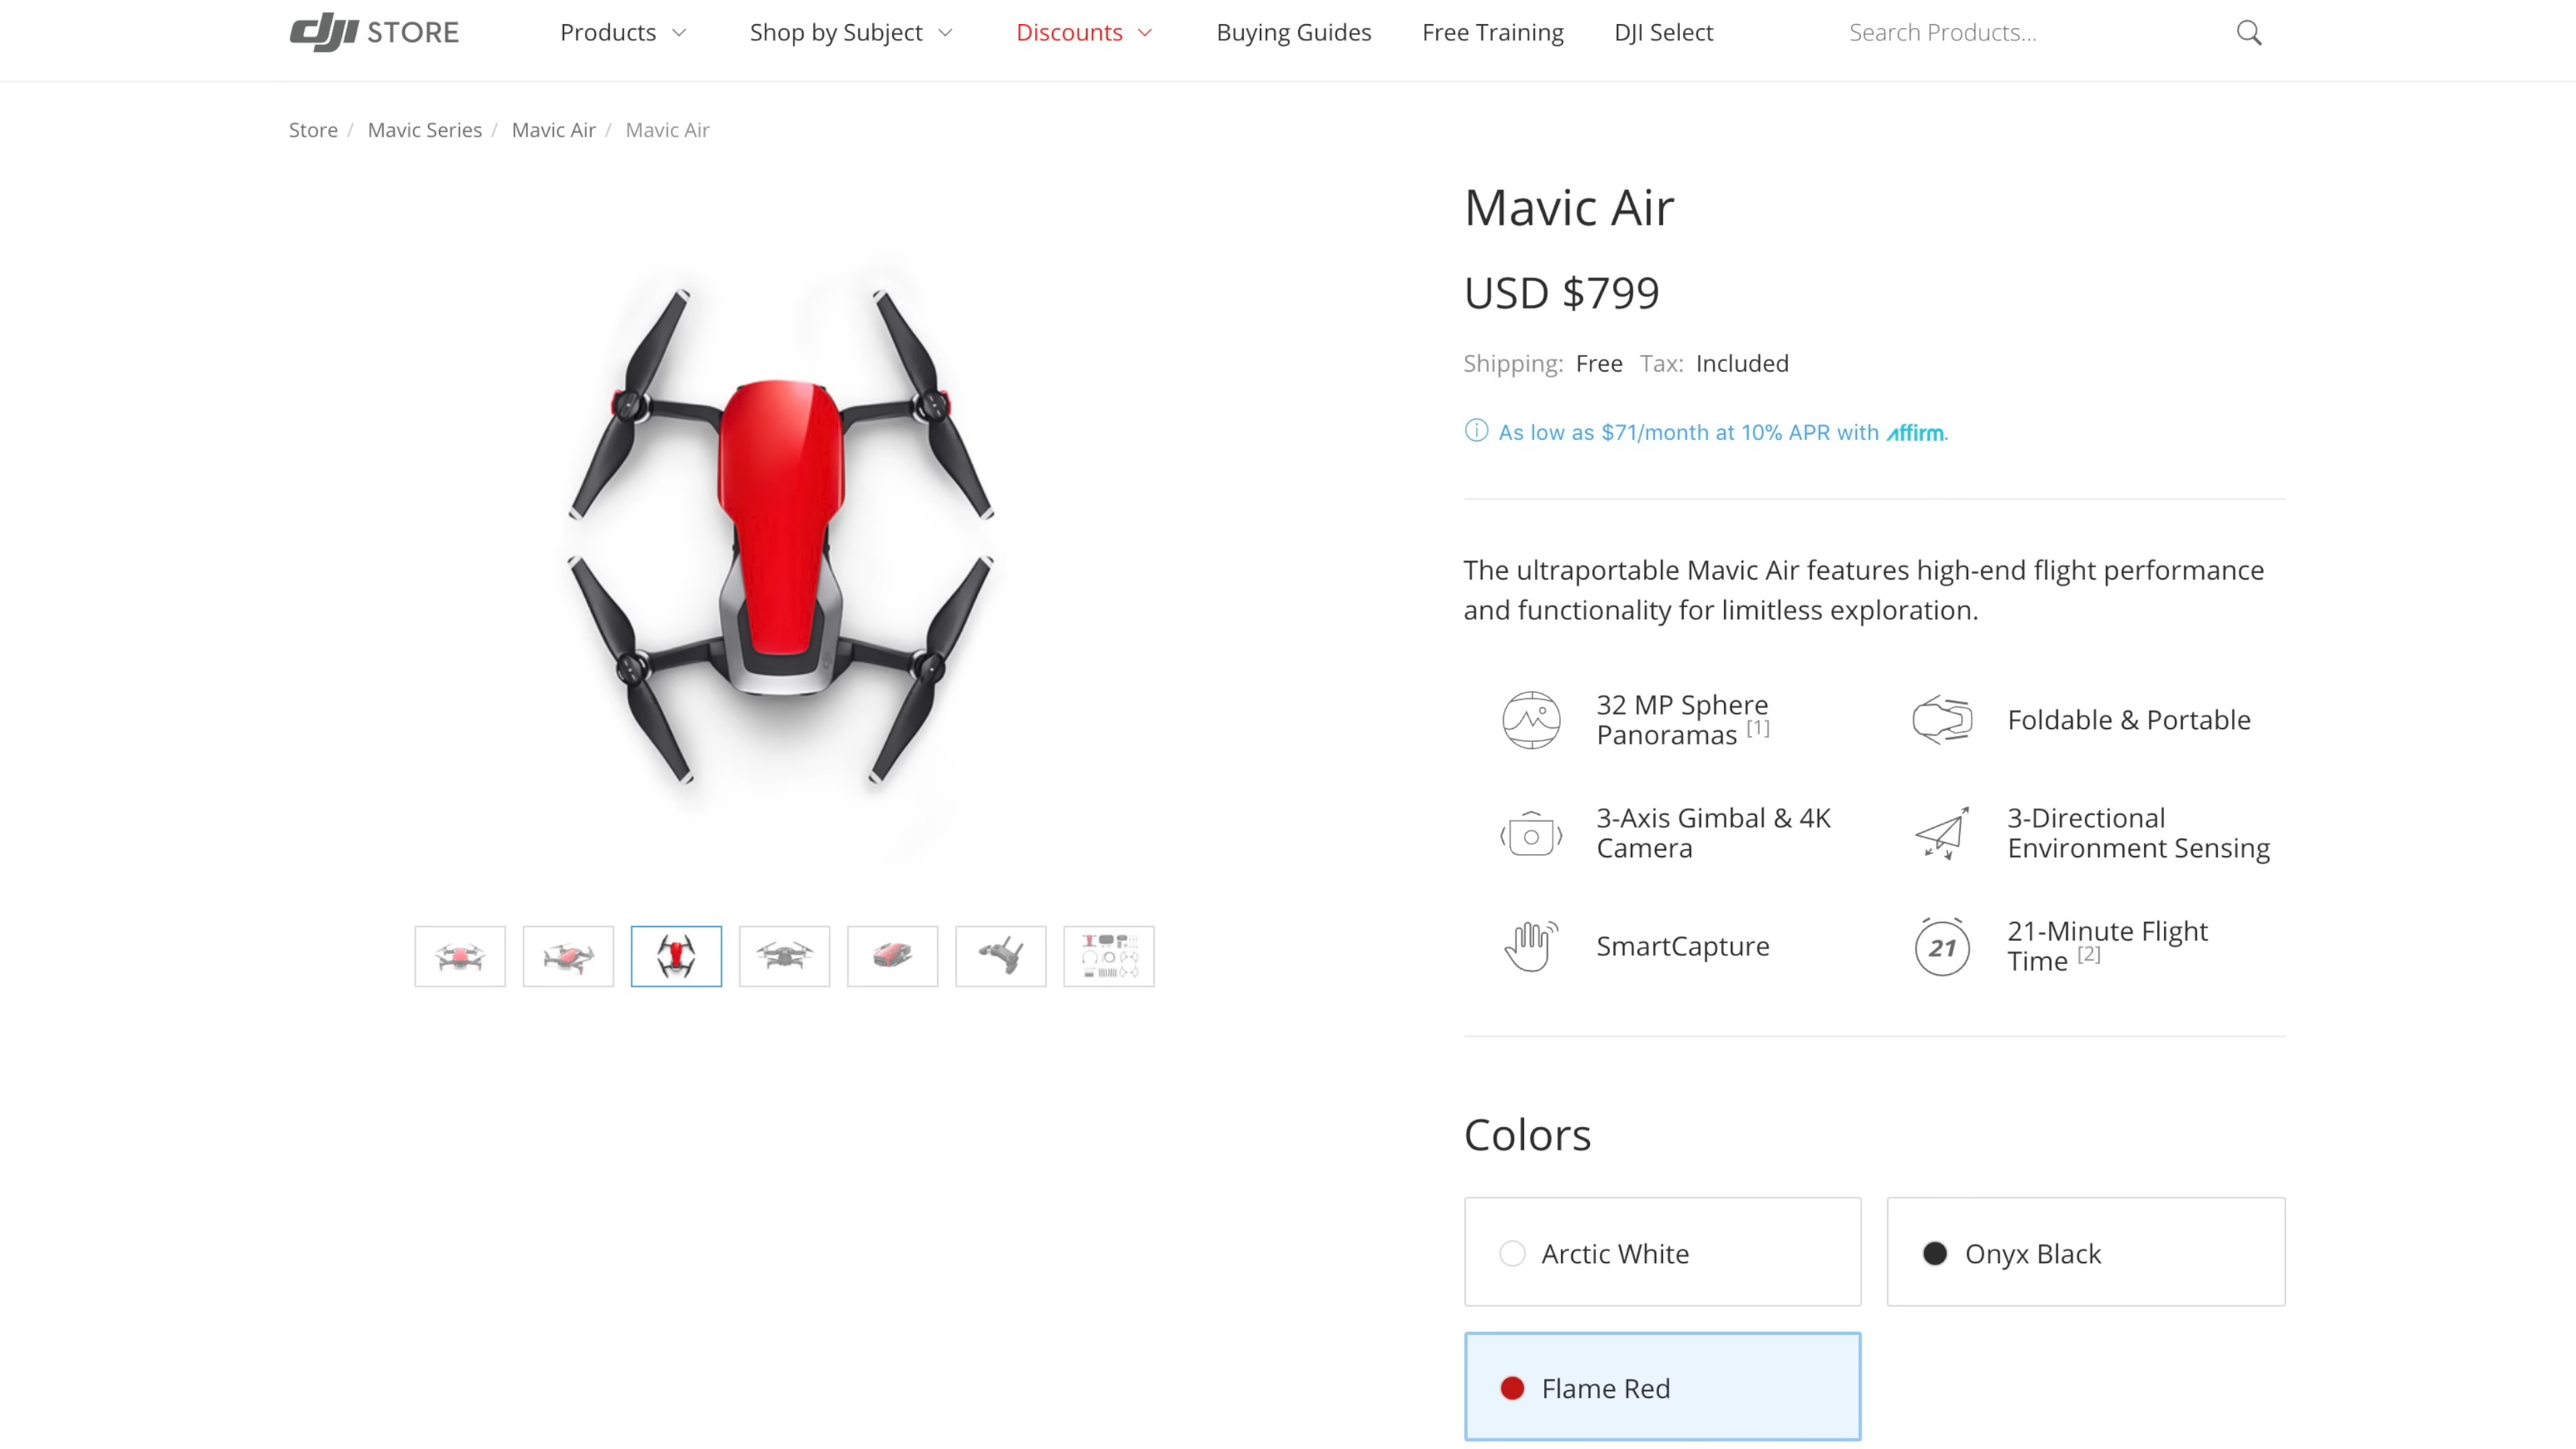 dji STORE
Products
Shop by Subject
Discounts
Buying Guides
Free Training
DJI Select
Search Products...
Store / Mavic Series / Mavic Air / Mavic Air
Mavic Air
USD $799
Shipping: Free Tax: Included
As low as $71/month at 10% APR with affirm.
The ultraportable Mavic Air features high-end flight performance
and functionality for limitless exploration.
32 MP Sphere
Panoramas [1]
Foldable & Portable
3-Axis Gimbal & 4K
Camera
3-Directional
Environment Sensing
SmartCapture
21
21-Minute Flight
Time [2]
Colors
Arctic White
Onyx Black
Flame Red